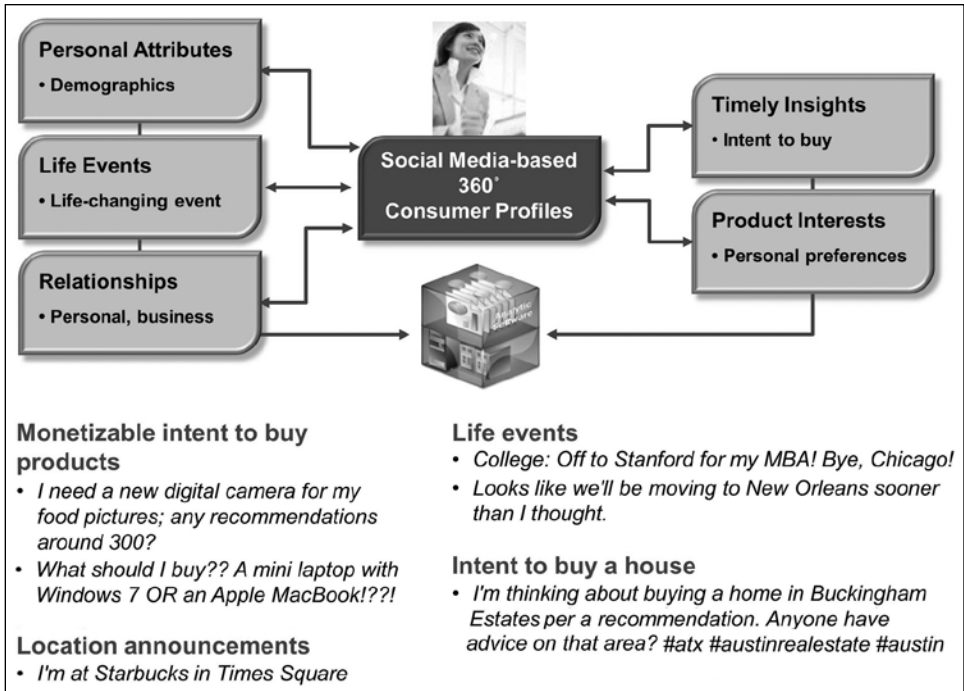 Personal Attributes
• Demographics
Life Events
• Life-changing event
Relationships
• Personal, business
Social Media-based
360°
Consumer Profiles
Timely Insights
• Intent to buy
Product Interests
• Personal preferences
Analytic
Software
Monetizable intent to buy
products
• I need a new digital camera for my
food pictures; any recommendations
around 300?
• What should I buy?? A mini laptop with
Windows 7 OR an Apple MacBook!??!
Location announcements
• I'm at Starbucks in Times Square
Life events
• College: Off to Stanford for my MBA! Bye, Chicago!
• Looks like we'll be moving to New Orleans sooner
than I thought.
Intent to buy a house
• I'm thinking about buying a home in Buckingham
Estates per a recommendation. Anyone have
advice on that area? #atx #austinrealestate #austin